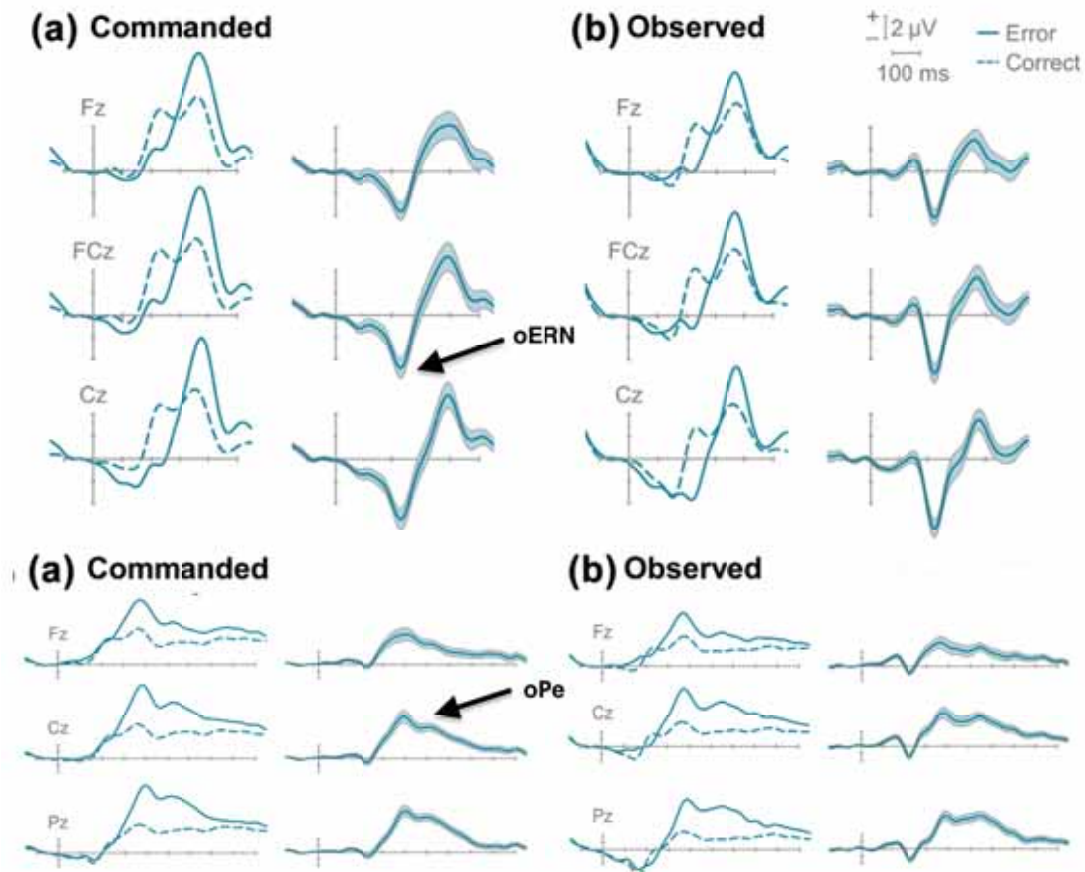 (a) Commanded
(b) Observed
+
− 2 µV
100 ms
Error
Correct
Fz
Fz
FCz
FCz
oERN
Cz
Cz
(a) Commanded
(b) Observed
Fz
Fz
oPe
Cz
Cz
Pz
Pz